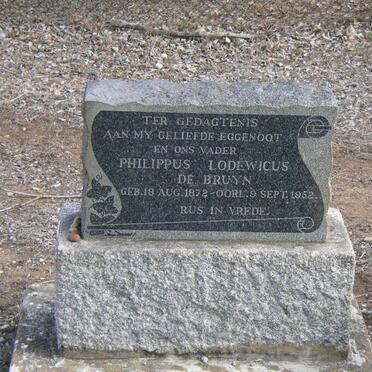 TER GEDAGTENIS
AAN MY GELIEFDE EGGENOOT
EN ONS VADER
PHILIPPUS LODEWICUS
DE BRUYN
GEB. 18 AUG. 1872 - OORL. 9 SEPT. 1952.
RUS IN VREDE.